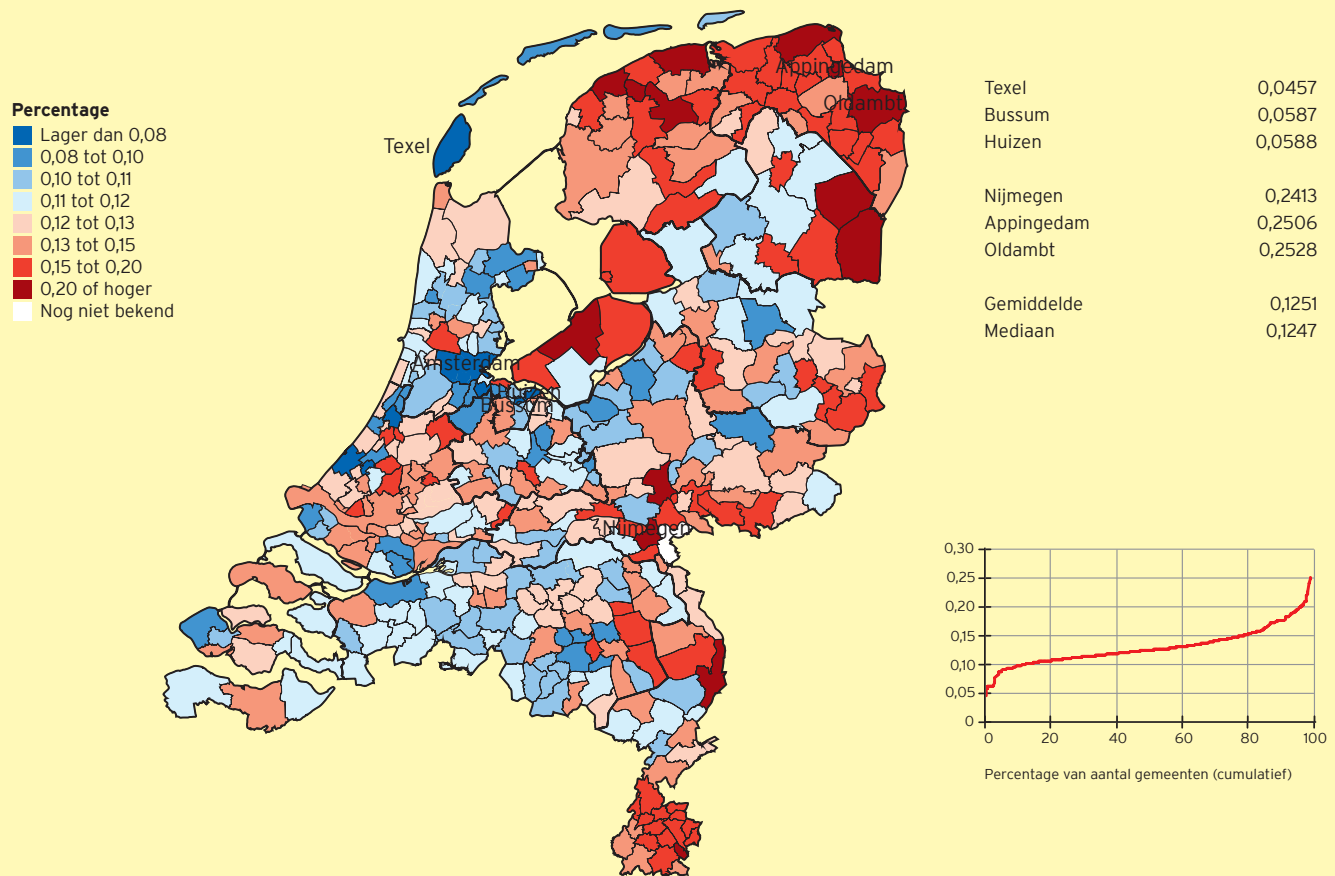 Percentage
Lager dan 0,08
0,08 tot 0,10
0,10 tot 0,11
0,11 tot 0,12
0,12 tot 0,13
0,13 tot 0,15
0,15 tot 0,20
0,20 of hoger
Nog niet bekend
Appingedam
Oldambt
Texel
Amsterdam
Huizen
Bussum
Nijmegen
Texel 0,0457
Bussum 0,0587
Huizen 0,0588
Nijmegen 0,2413
Appingedam 0,2506
Oldambt 0,2528
Gemiddelde 0,1251
Mediaan 0,1247
0,30
0,25
0,20
0,15
0,10
0,05
0
0 20 40 60 80 100
Percentage van aantal gemeenten (cumulatief)